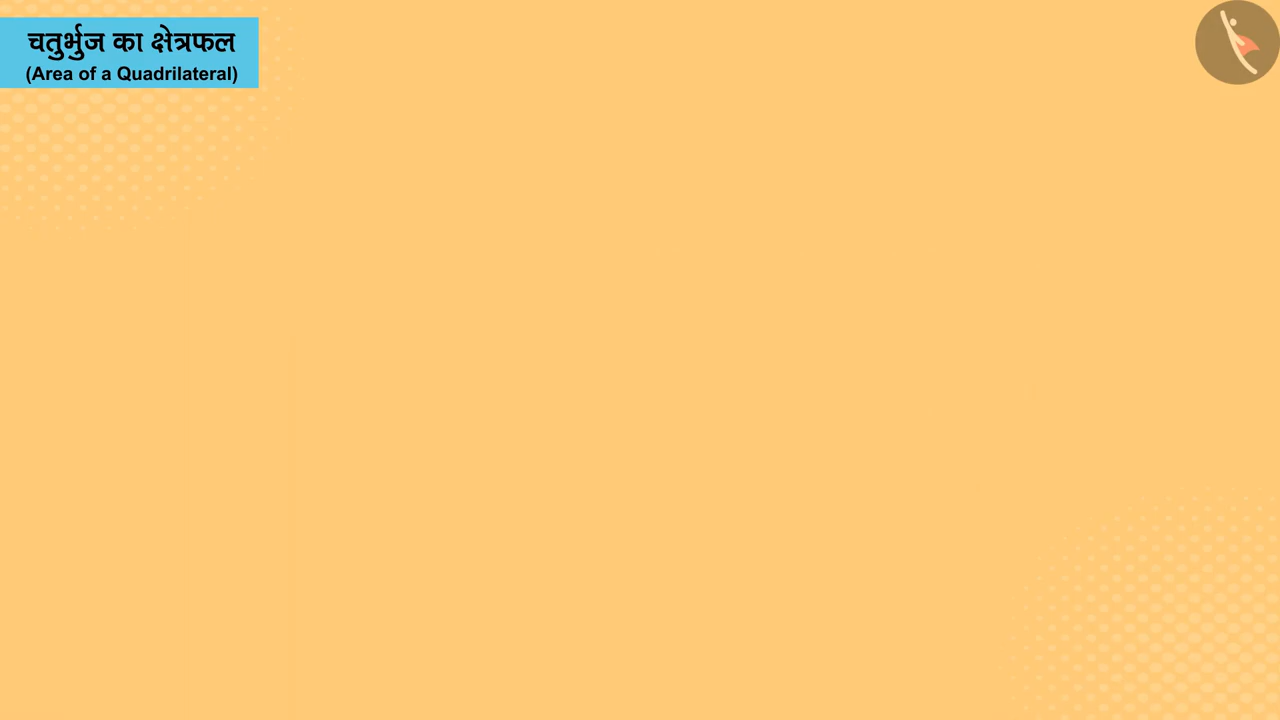 चतुर्भुज का क्षेत्रफल
(Area of a Quadrilateral)